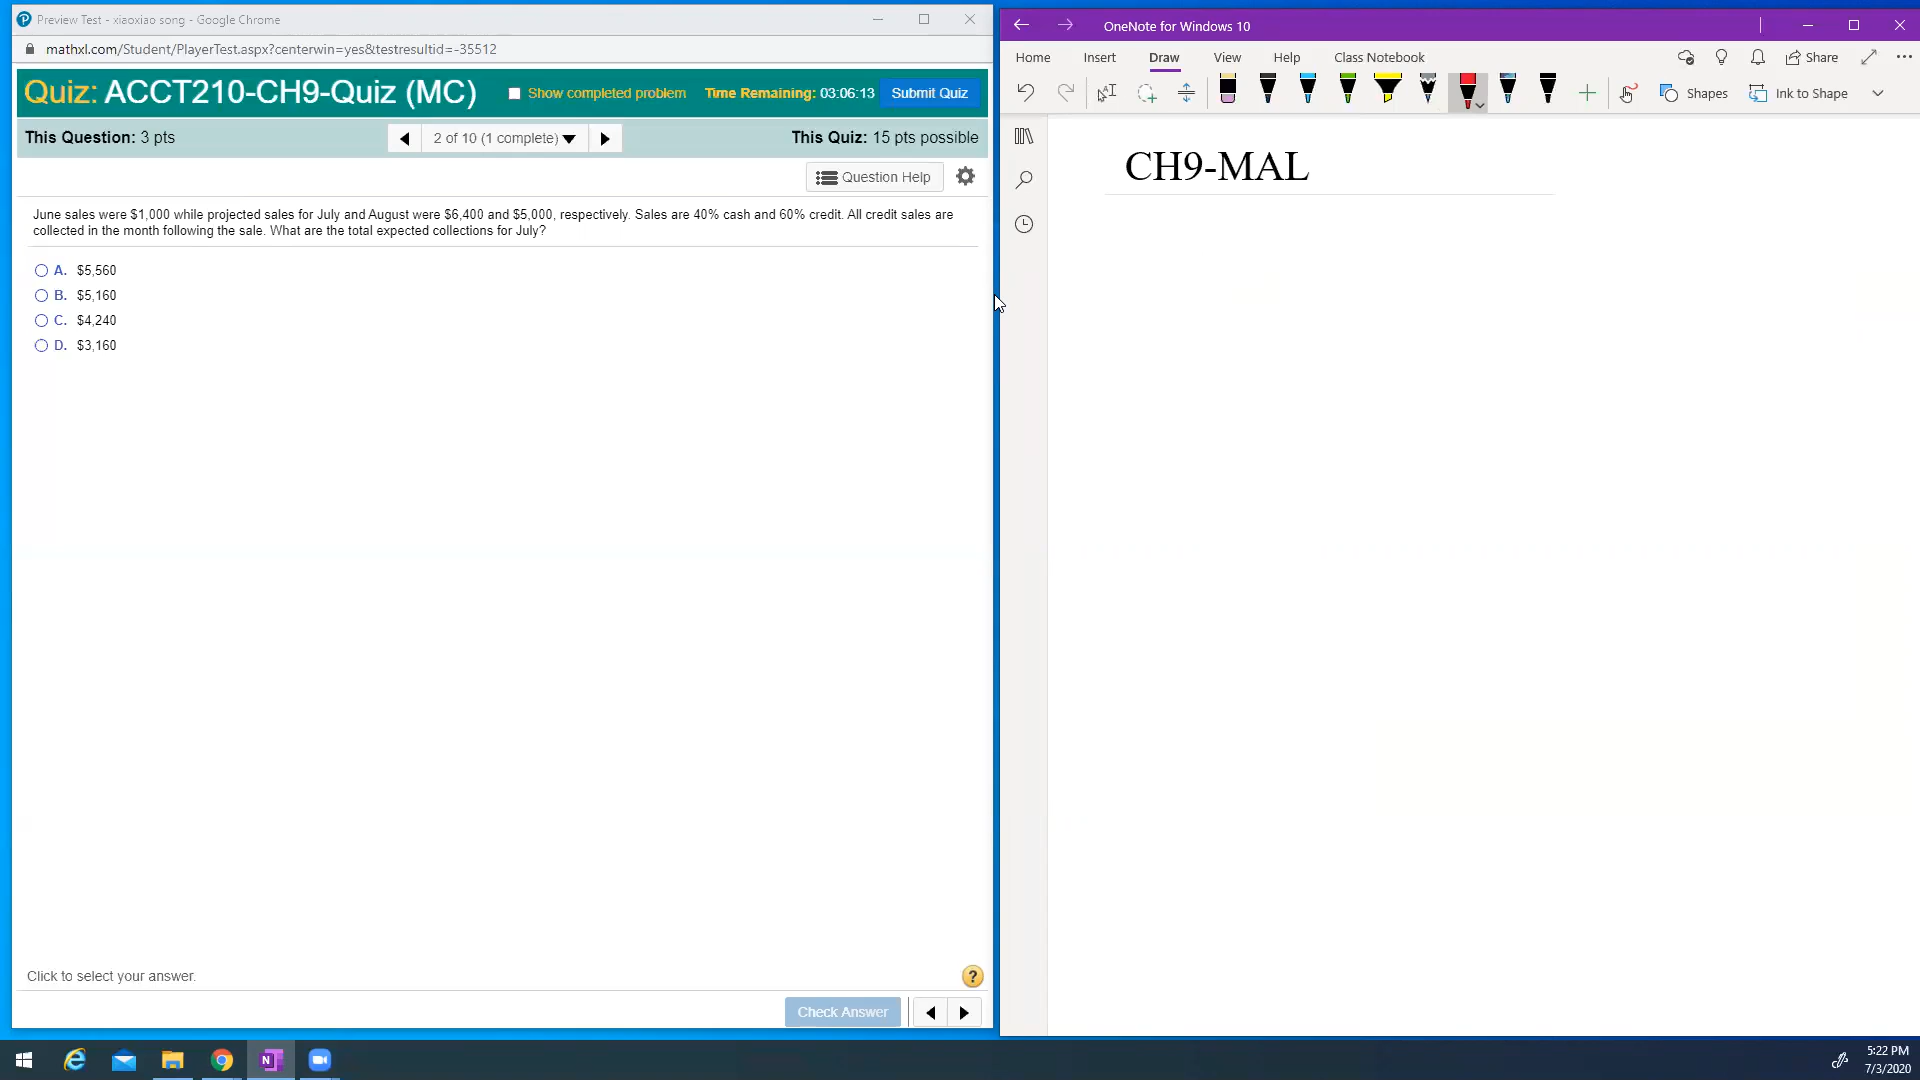 Preview Test - xiaoxiao song - Google Chrome
mathxl.com/Student/PlayerTest.aspx?centerwin=yes&testresultid=-35512
Quiz: ACCT210-CH9-Quiz (MC)
Show completed problem
Time Remaining: 03:06:13
Submit Quiz
This Question: 3 pts
2 of 10 (1 complete)
This Quiz: 15 pts possible
Question Help
June sales were $1,000 while projected sales for July and August were $6,400 and $5,000, respectively. Sales are 40% cash and 60% credit. All credit sales are
collected in the month following the sale. What are the total expected collections for July?
A. $5,560
B. $5,160
C. $4,240
D. $3,160
Click to select your answer.
?
Check Answer
OneNote for Windows 10
Home
Insert
Draw
View
Help
Class Notebook
Share
Shapes
Ink to Shape
CH9-MAL
5:22 PM
7/3/2020